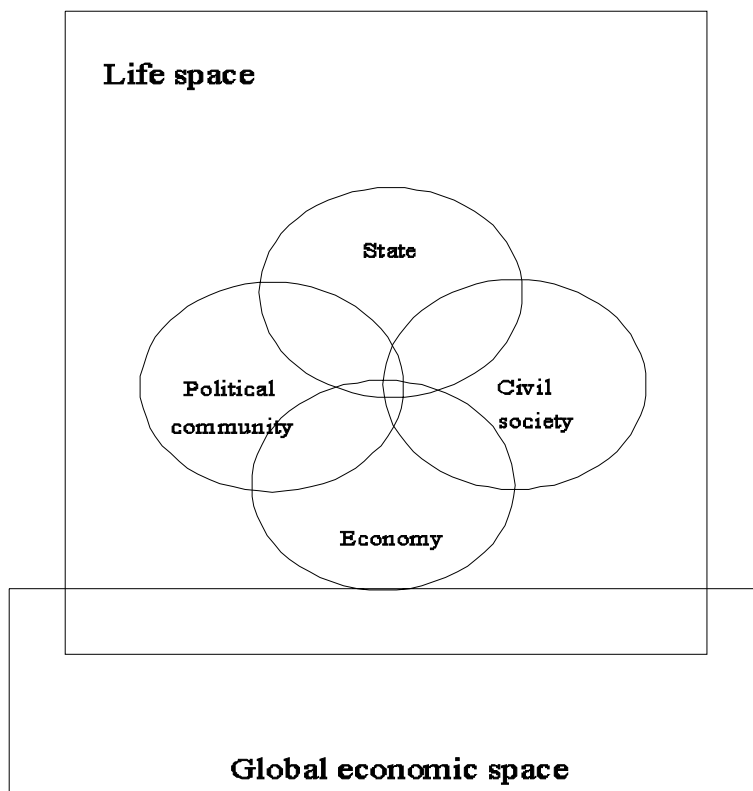 Life space
State
Political
community
Civil
society
Economy
Global economic space